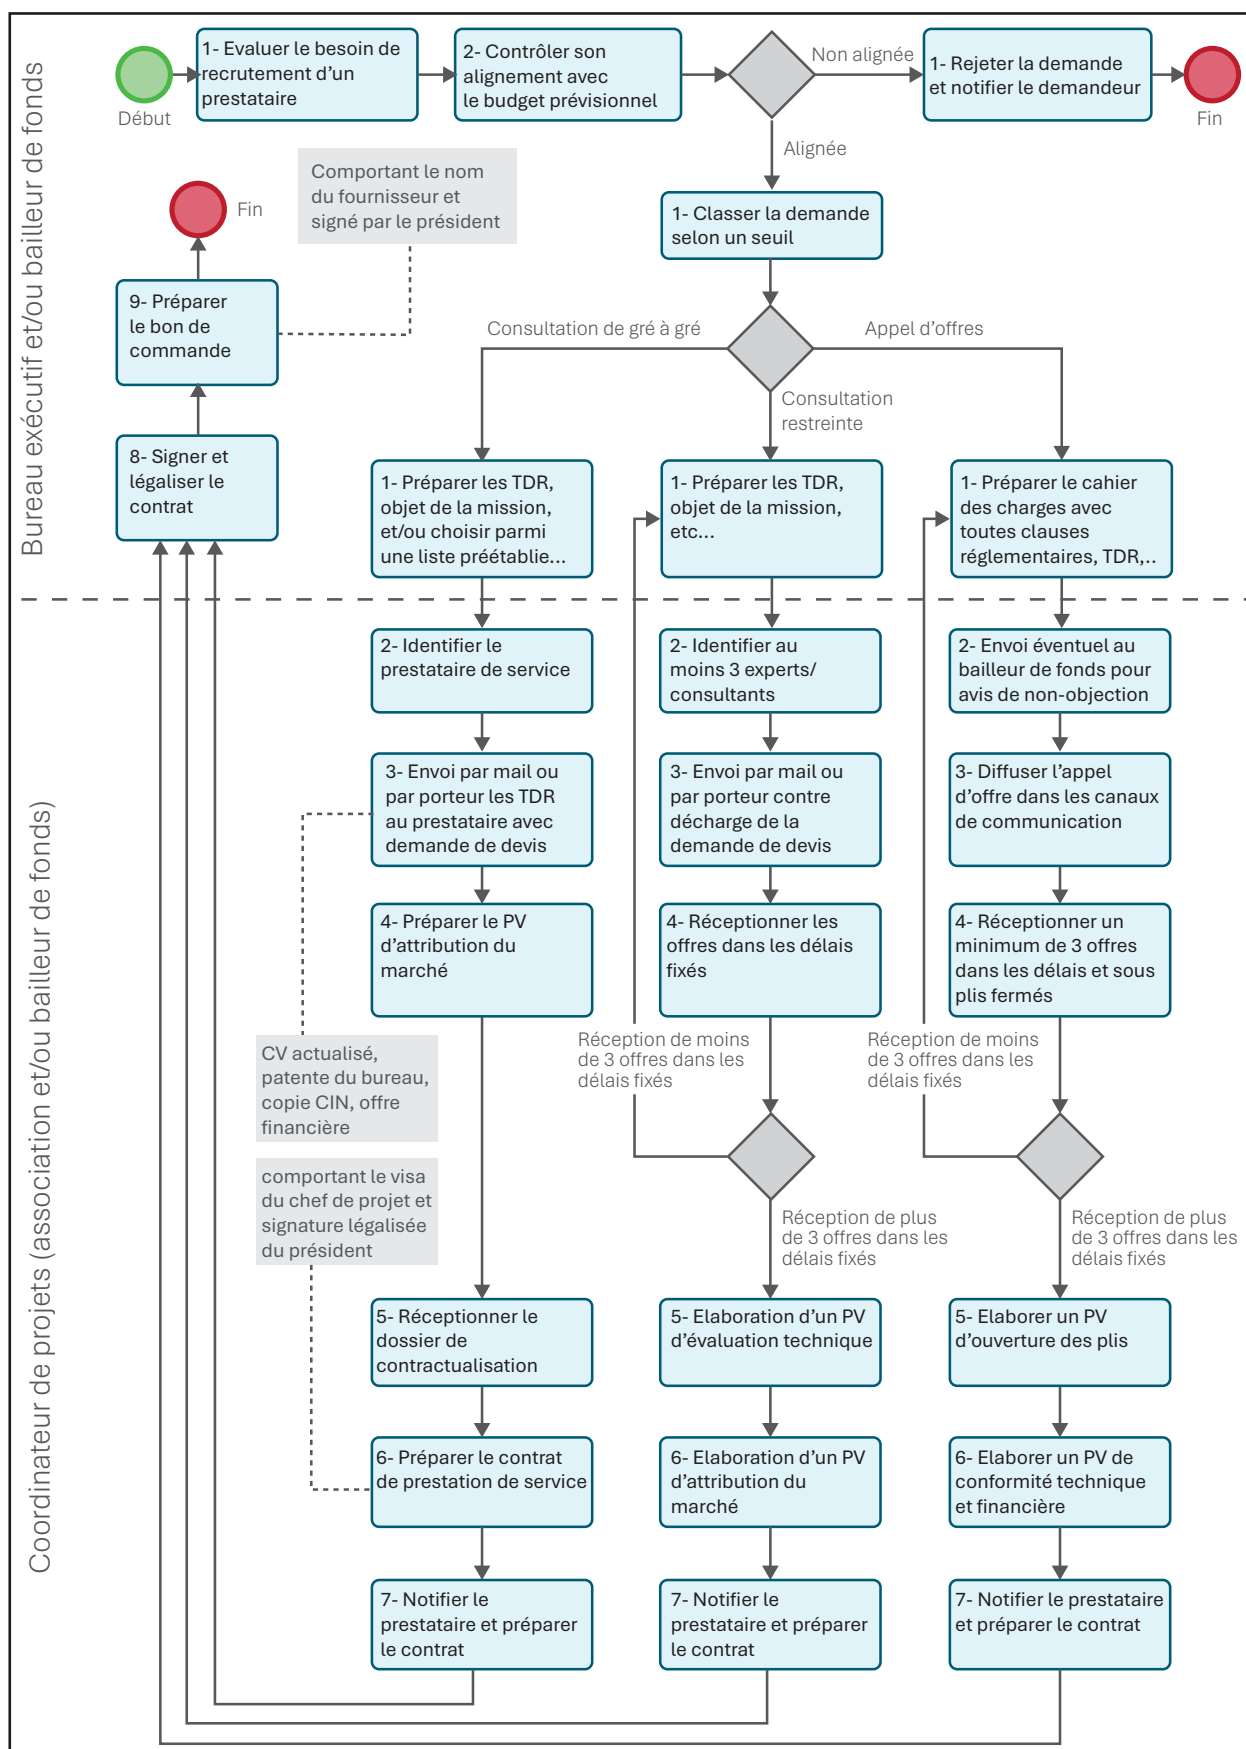 Bureau exécutif et/ou bailleur de fonds
Début
1- Evaluer le besoin de
recrutement d’un
prestataire
2- Contrôler son
alignement avec
le budget prévisionnel
Non alignée
1- Rejeter la demande
et notifier le demandeur
Fin
Alignée
Comportant le nom
du fournisseur et
signé par le président
Fin
1- Classer la demande
selon un seuil
9- Préparer
le bon de
commande
Consultation de gré à gré
Appel d’offres
Consultation
restreinte
8- Signer et
légaliser le
contrat
1- Préparer les TDR,
objet de la mission,
et/ou choisir parmi
une liste préétablie...
1- Préparer les TDR,
objet de la mission,
etc...
1- Préparer le cahier
des charges avec
toutes clauses
réglementaires, TDR,..
Coordinateur de projets (association et/ou bailleur de fonds)
2- Identifier le
prestataire de service
2- Identifier au
moins 3 experts/
consultants
2- Envoi éventuel au
bailleur de fonds pour
avis de non-objection
3- Envoi par mail ou
par porteur les TDR
au prestataire avec
demande de devis
3- Envoi par mail ou
par porteur contre
décharge de la
demande de devis
3- Diffuser l’appel
d’offre dans les canaux
de communication
4- Préparer le PV
d’attribution du
marché
4- Réceptionner les
offres dans les délais
fixés
4- Réceptionner un
minimum de 3 offres
dans les délais et sous
plis fermés
CV actualisé,
patente du bureau,
copie CIN, offre
financière
Réception de moins
de 3 offres dans les
délais fixés
Réception de moins
de 3 offres dans les
délais fixés
comportant le visa
du chef de projet et
signature légalisée
du président
Réception de plus
de 3 offres dans les
délais fixés
Réception de plus
de 3 offres dans les
délais fixés
5- Réceptionner le
dossier de
contractualisation
5- Elaboration d’un PV
d’évaluation technique
5- Elaborer un PV
d’ouverture des plis
6- Préparer le contrat
de prestation de service
6- Elaboration d’un PV
d’attribution du
marché
6- Elaborer un PV de
conformité technique
et financière
7- Notifier le
prestataire et préparer
le contrat
7- Notifier le
prestataire et préparer
le contrat
7- Notifier le prestataire
et préparer le contrat